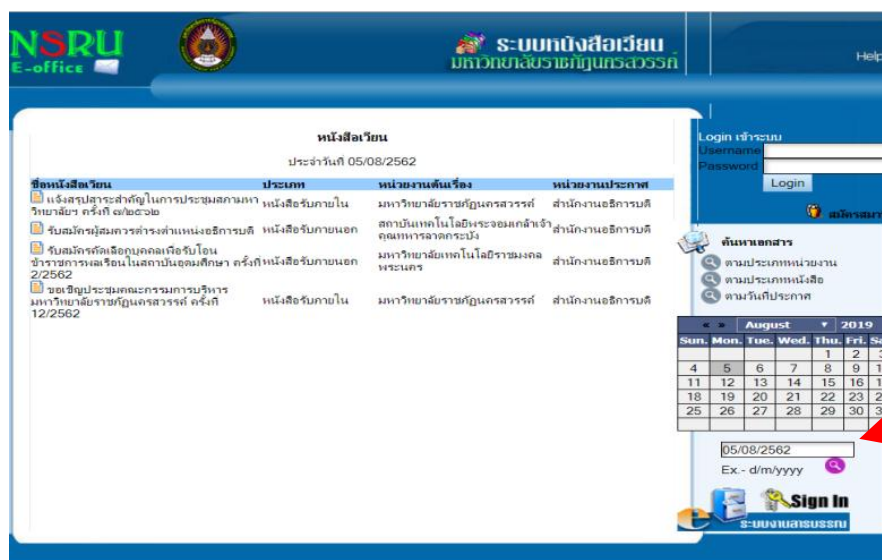 NSRU
E-office
ระบบหนังสือเวียน
มหาวิทยาลัยราชภัฏนครสวรรค์
Help
หนังสือเวียน
ประจำวันที่ 05/08/2562
ชื่อหนังสือเวียน ประเภท หน่วยงานต้นเรื่อง หน่วยงานประกาศ
แจ้งสรุปสาระสำคัญในการประชุมสภามหาวิทยาลัยฯ ครั้งที่ ๗/๒๕๖๒ หนังสือรับภายใน มหาวิทยาลัยราชภัฏนครสวรรค์ สำนักงานอธิการบดี
รับสมัครผู้สมควรดำรงตำแหน่งอธิการบดี หนังสือรับภายนอก สถาบันเทคโนโลยีพระจอมเกล้าเจ้าคุณทหารลาดกระบัง สำนักงานอธิการบดี
รับสมัครคัดเลือกบุคคลเพื่อรับโอน
ข้าราชการพลเรือนในสถาบันอุดมศึกษา ครั้งที่ หนังสือรับภายนอก มหาวิทยาลัยเทคโนโลยีราชมงคลพระนคร สำนักงานอธิการบดี
2/2562
ขอเชิญประชุมคณะกรรมการบริหาร
มหาวิทยาลัยราชภัฏนครสวรรค์ ครั้งที่ หนังสือรับภายใน มหาวิทยาลัยราชภัฏนครสวรรค์ สำนักงานอธิการบดี
12/2562
Login เข้าระบบ
Username
Password
Login
ค้นหาเอกสาร
ตามประเภทหน่วยงาน
ตามประเภทหนังสือ
ตามวันที่ประกาศ
« » August 2019
Sun. Mon. Tue. Wed. Thu. Fri.
1 2
4 5 6 7 8 9
11 12 13 14 15 16
18 19 20 21 22 23
25 26 27 28 29 30
05/08/2562
Ex.- d/m/yyyy
Sign In
ระบบงานสารบรรณ